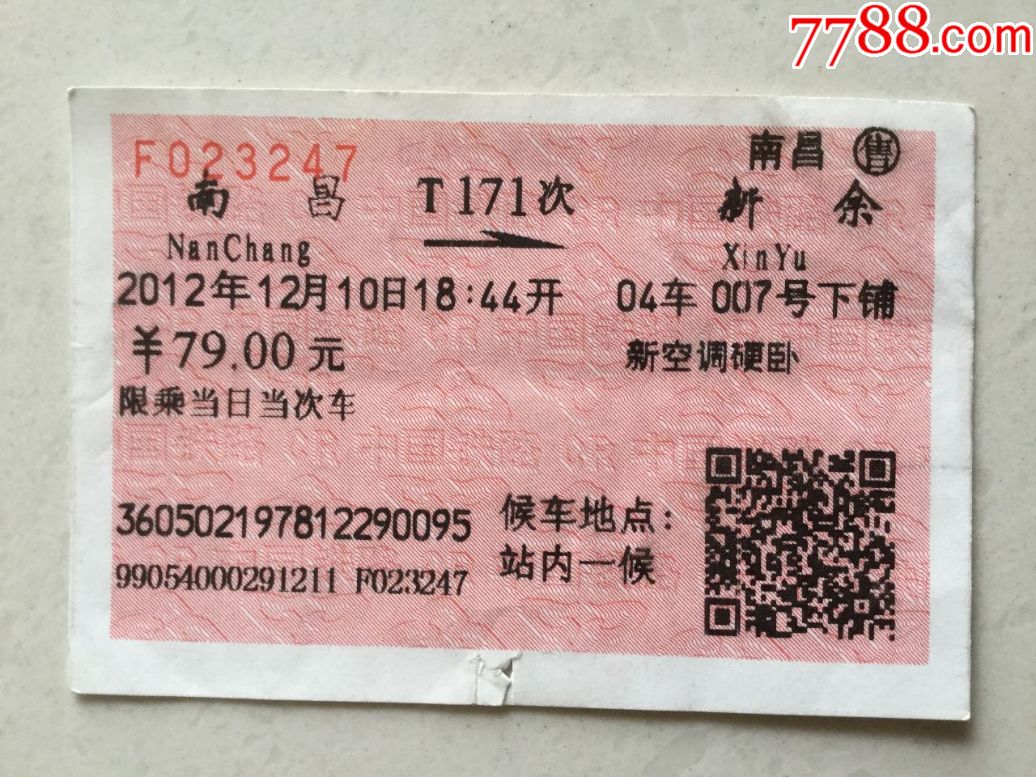 7788.com
F023247
南昌 售
南昌 T171次 新余
NanChang XinYu
2012年12月10日18:44开 04车007号下铺
￥79.00元 新空调硬卧
限乘当日当次车
360502197812290095 候车地点:
99054000291211 F023247 站内一候